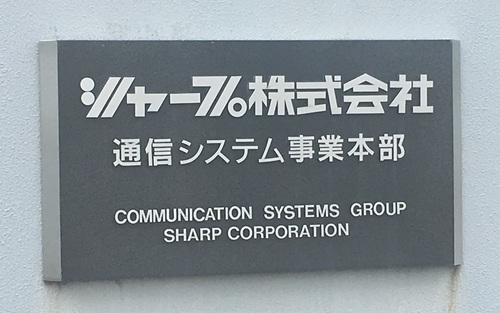 シャープ株式会社
通信システム事業本部
COMMUNICATION SYSTEMS GROUP
SHARP CORPORATION